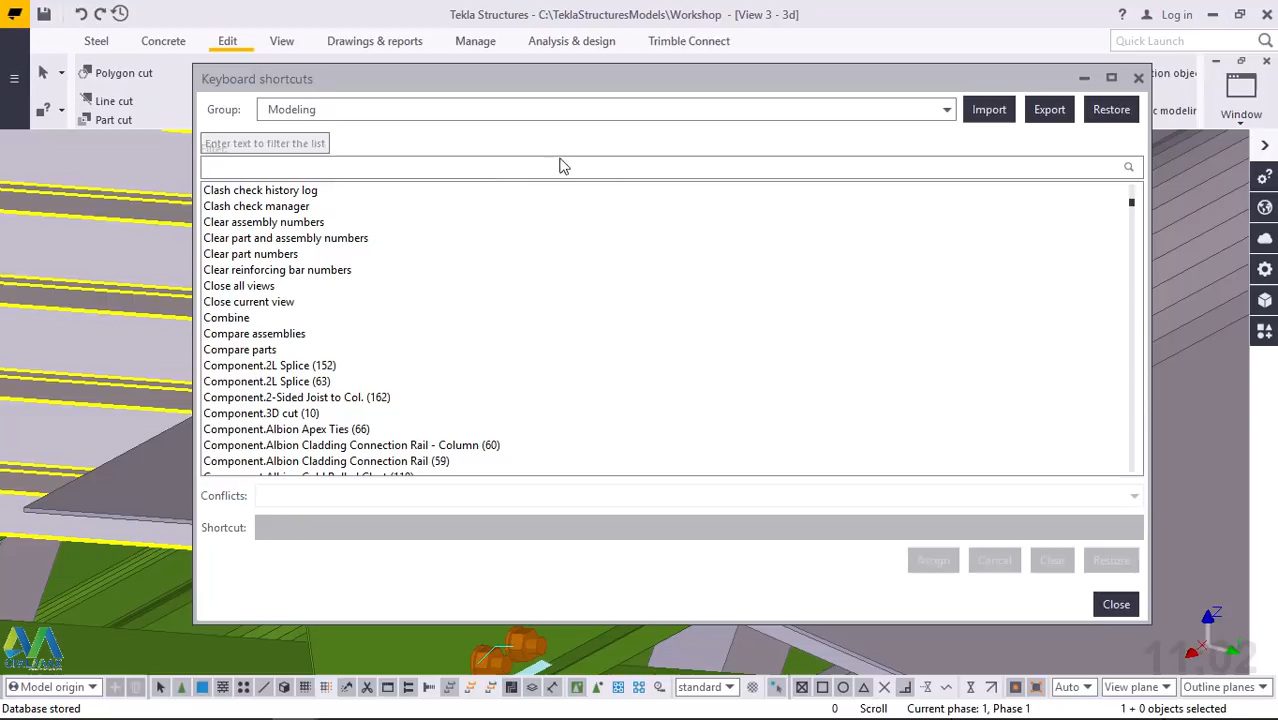 Tekla Structures - C:\TeklaStructuresModels\Workshop - [View 3 - 3d]
? Log in
Steel Concrete Edit View Drawings & reports Manage Analysis & design Trimble Connect Quick Launch
Polygon cut
Line cut
Part cut
Window
Keyboard shortcuts
Group: Modeling Import Export Restore
Enter text to filter the list
Clash check history log
Clash check manager
Clear assembly numbers
Clear part and assembly numbers
Clear part numbers
Clear reinforcing bar numbers
Close all views
Close current view
Combine
Compare assemblies
Compare parts
Component.2L Splice (152)
Component.2L Splice (63)
Component.2-Sided Joist to Col. (162)
Component.3D cut (10)
Component.Albion Apex Ties (66)
Component.Albion Cladding Connection Rail - Column (60)
Component.Albion Cladding Connection Rail (59)
Conflicts:
Shortcut:
Assign Cancel Clear Restore
Close
Z
11:02
Model origin standard Auto View plane Outline planes
Database stored 0 Scroll Current phase: 1, Phase 1 1 + 0 objects selected